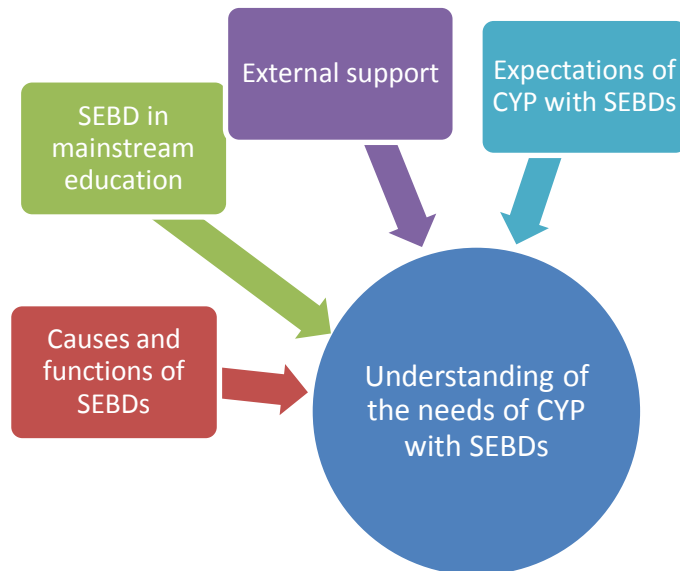 External support
Expectations of
CYP with SEBDs
SEBD in
mainstream
education
Causes and
functions of
SEBDs
Understanding of
the needs of CYP
with SEBDs